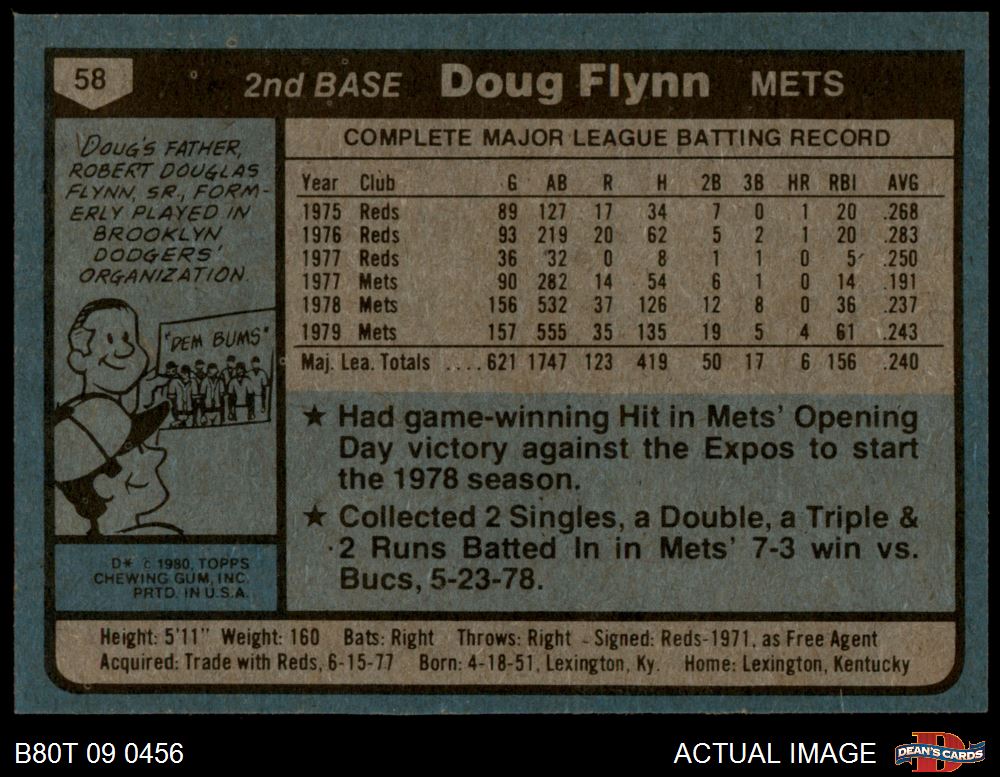 58
2nd BASE Doug Flynn METS
DOUG'S FATHER,
ROBERT DOUGLAS
FLYNN, SR., FORM-
ERLY PLAYED IN
BROOKLYN
DODGERS'
ORGANIZATION.
"DEM BUMS"
D* © 1980, TOPPS
CHEWING GUM, INC.
PRTD. IN U.S.A.
COMPLETE MAJOR LEAGUE BATTING RECORD
Year Club G AB R H 2B 3B HR RBI AVG
1975 Reds 89 127 17 34 7 0 1 20 .268
1976 Reds 93 219 20 62 5 2 1 20 .283
1977 Reds 36 32 0 8 1 1 0 5 .250
1977 Mets 90 282 14 54 6 1 0 14 .191
1978 Mets 156 532 37 126 12 8 0 36 .237
1979 Mets 157 555 35 135 19 5 4 61 .243
Maj. Lea. Totals .... 621 1747 123 419 50 17 6 156 .240
★ Had game-winning Hit in Mets' Opening
Day victory against the Expos to start
the 1978 season.
★ Collected 2 Singles, a Double, a Triple &
2 Runs Batted In in Mets' 7-3 win vs.
Bucs, 5-23-78.
Height: 5'11" Weight: 160 Bats: Right Throws: Right Signed: Reds-1971, as Free Agent
Acquired: Trade with Reds, 6-15-77 Born: 4-18-51, Lexington, Ky. Home: Lexington, Kentucky
B80T 09 0456 ACTUAL IMAGE DEAN'S CARDS